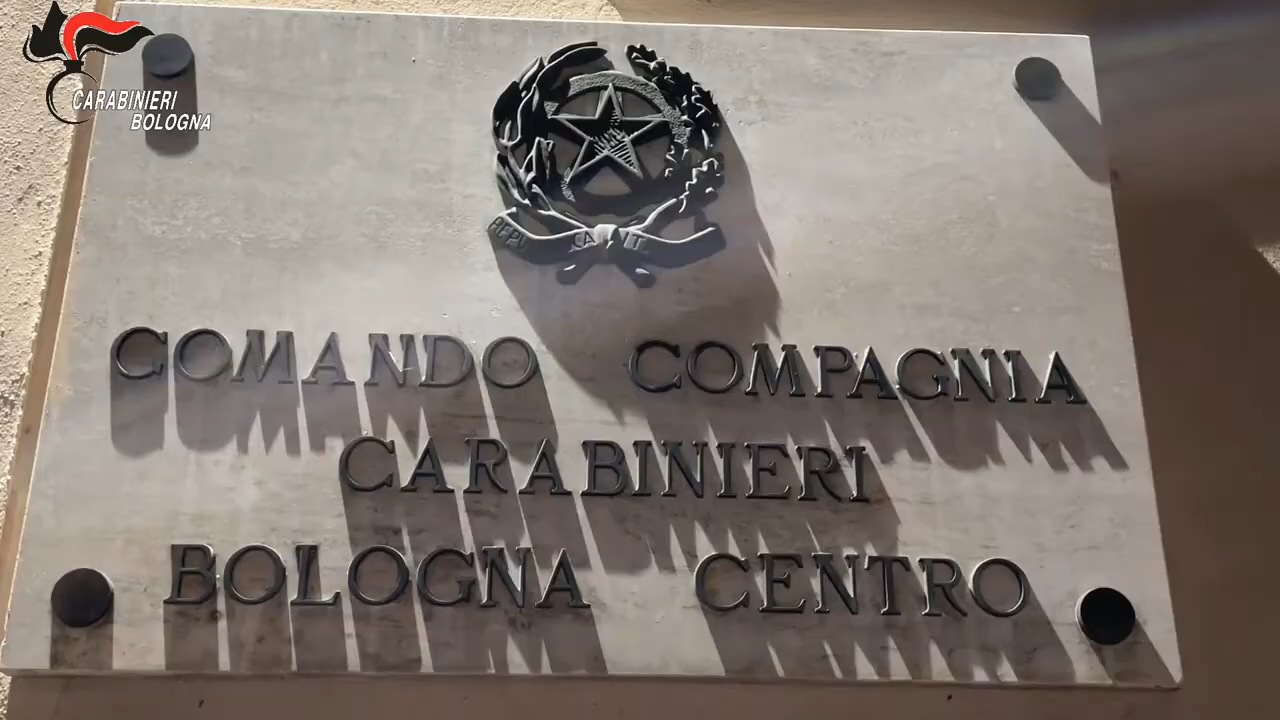 CARABINIERI
BOLOGNA
COMANDO COMPAGNIA
CARABINIERI
BOLOGNA CENTRO